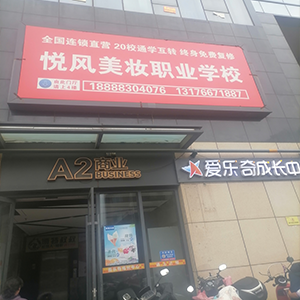 全国连锁直营 20校通学互转 终身免费复修
悦风美妆职业学校
18888304076 13176671887
A2商业
BUSINESS
爱乐奇成长中